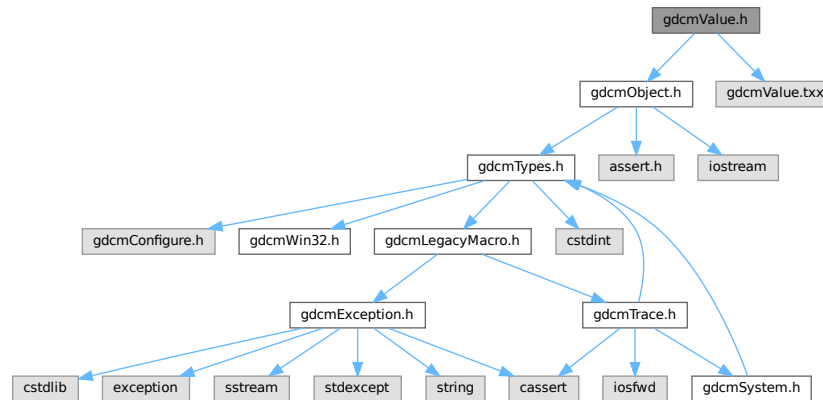 gdcmValue.h
gdcmObject.h
gdcmValue.txx
gdcmTypes.h
assert.h
iostream
gdcmConfigure.h
gdcmWin32.h
gdcmLegacyMacro.h
cstdint
gdcmException.h
gdcmTrace.h
cstdlib
exception
sstream
stdexcept
string
cassert
iosfwd
gdcmSystem.h